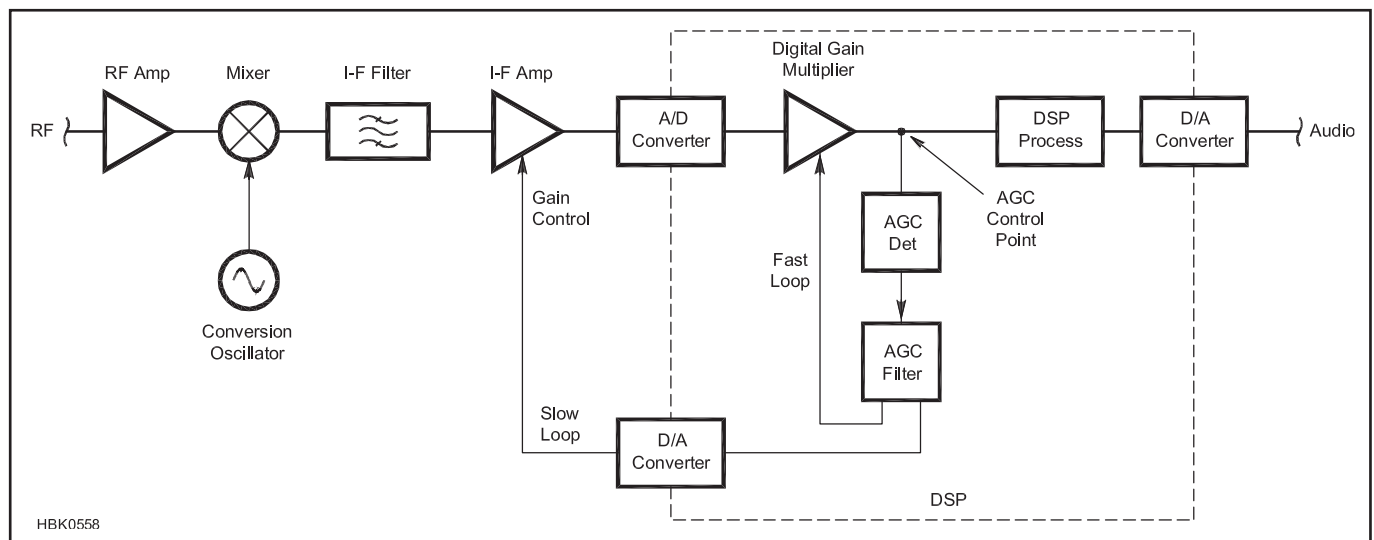 RF Amp
Mixer
I-F Filter
I-F Amp
Digital Gain
Multiplier
RF
A/D
Converter
DSP
Process
D/A
Converter
Audio
Gain
Control
AGC
Det
AGC
Control
Point
Fast
Loop
Conversion
Oscillator
AGC
Filter
Slow
Loop
D/A
Converter
DSP
HBK0558